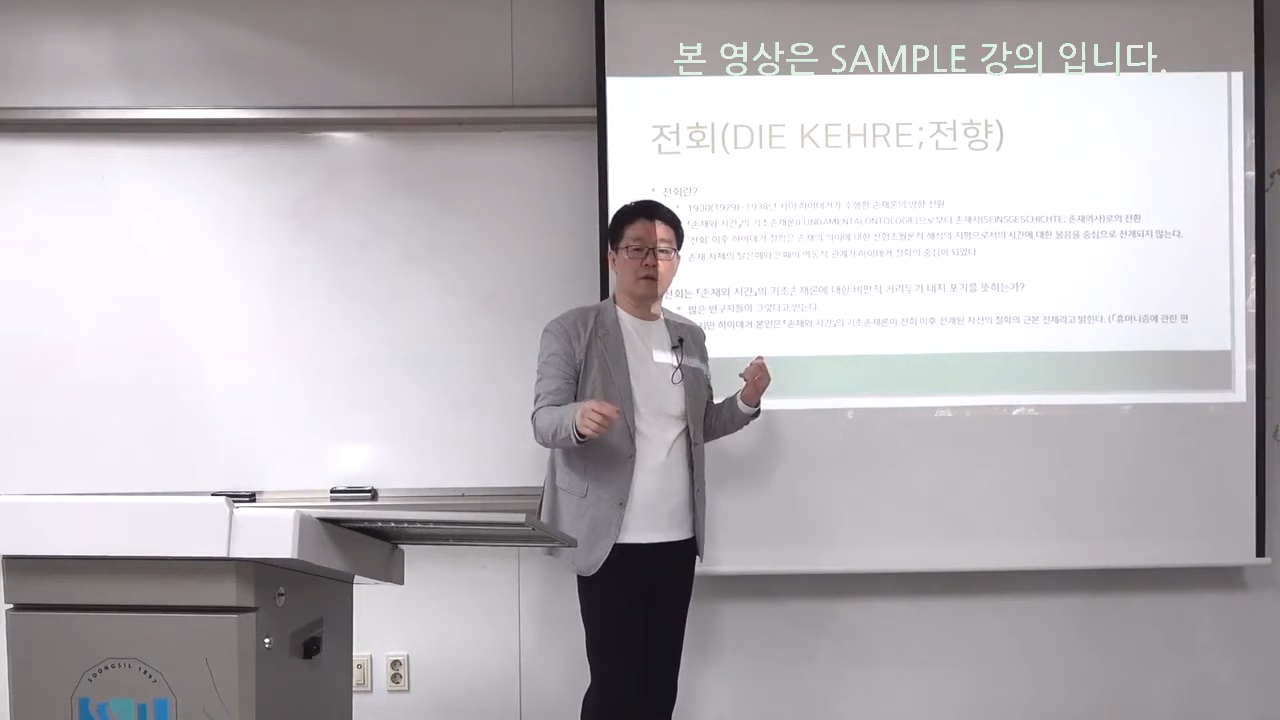 본 영상은 SAMPLE 강의 입니다.
전회(DIE KEHRE;전향)
전회란?
1930(1929)-1938년 사이 하이데거가 수행한 존재론의 방향 전환
『존재와 시간』의 기초존재론(FUNDAMENTALONTOLOGIE)으로부터 존재사(SEINSGESCHICHTE; 존재역사)로의 전환
'전회' 이후 하이데거 철학은 존재의 의미에 대한 선험초월론적 해석의 지평으로서의 시간에 대한 물음을 중심으로 전개되지 않는다.
존재 자체의 탈은폐와 은폐의 역동적 관계가 하이데거 철학의 중심이 되었다.
전회는 『존재와 시간』의 기초존재론에 대한 비판적 거리두기 내지 포기를 뜻하는가?
많은 연구자들이 그렇다고 믿는다.
하이데거 본인은 『존재와 시간』의 기초존재론이 전회 이후 전개된 자신의 철학의 근본 전제라고 밝힌다. (『휴머니즘에 관한 편
SOONGSIL 1897